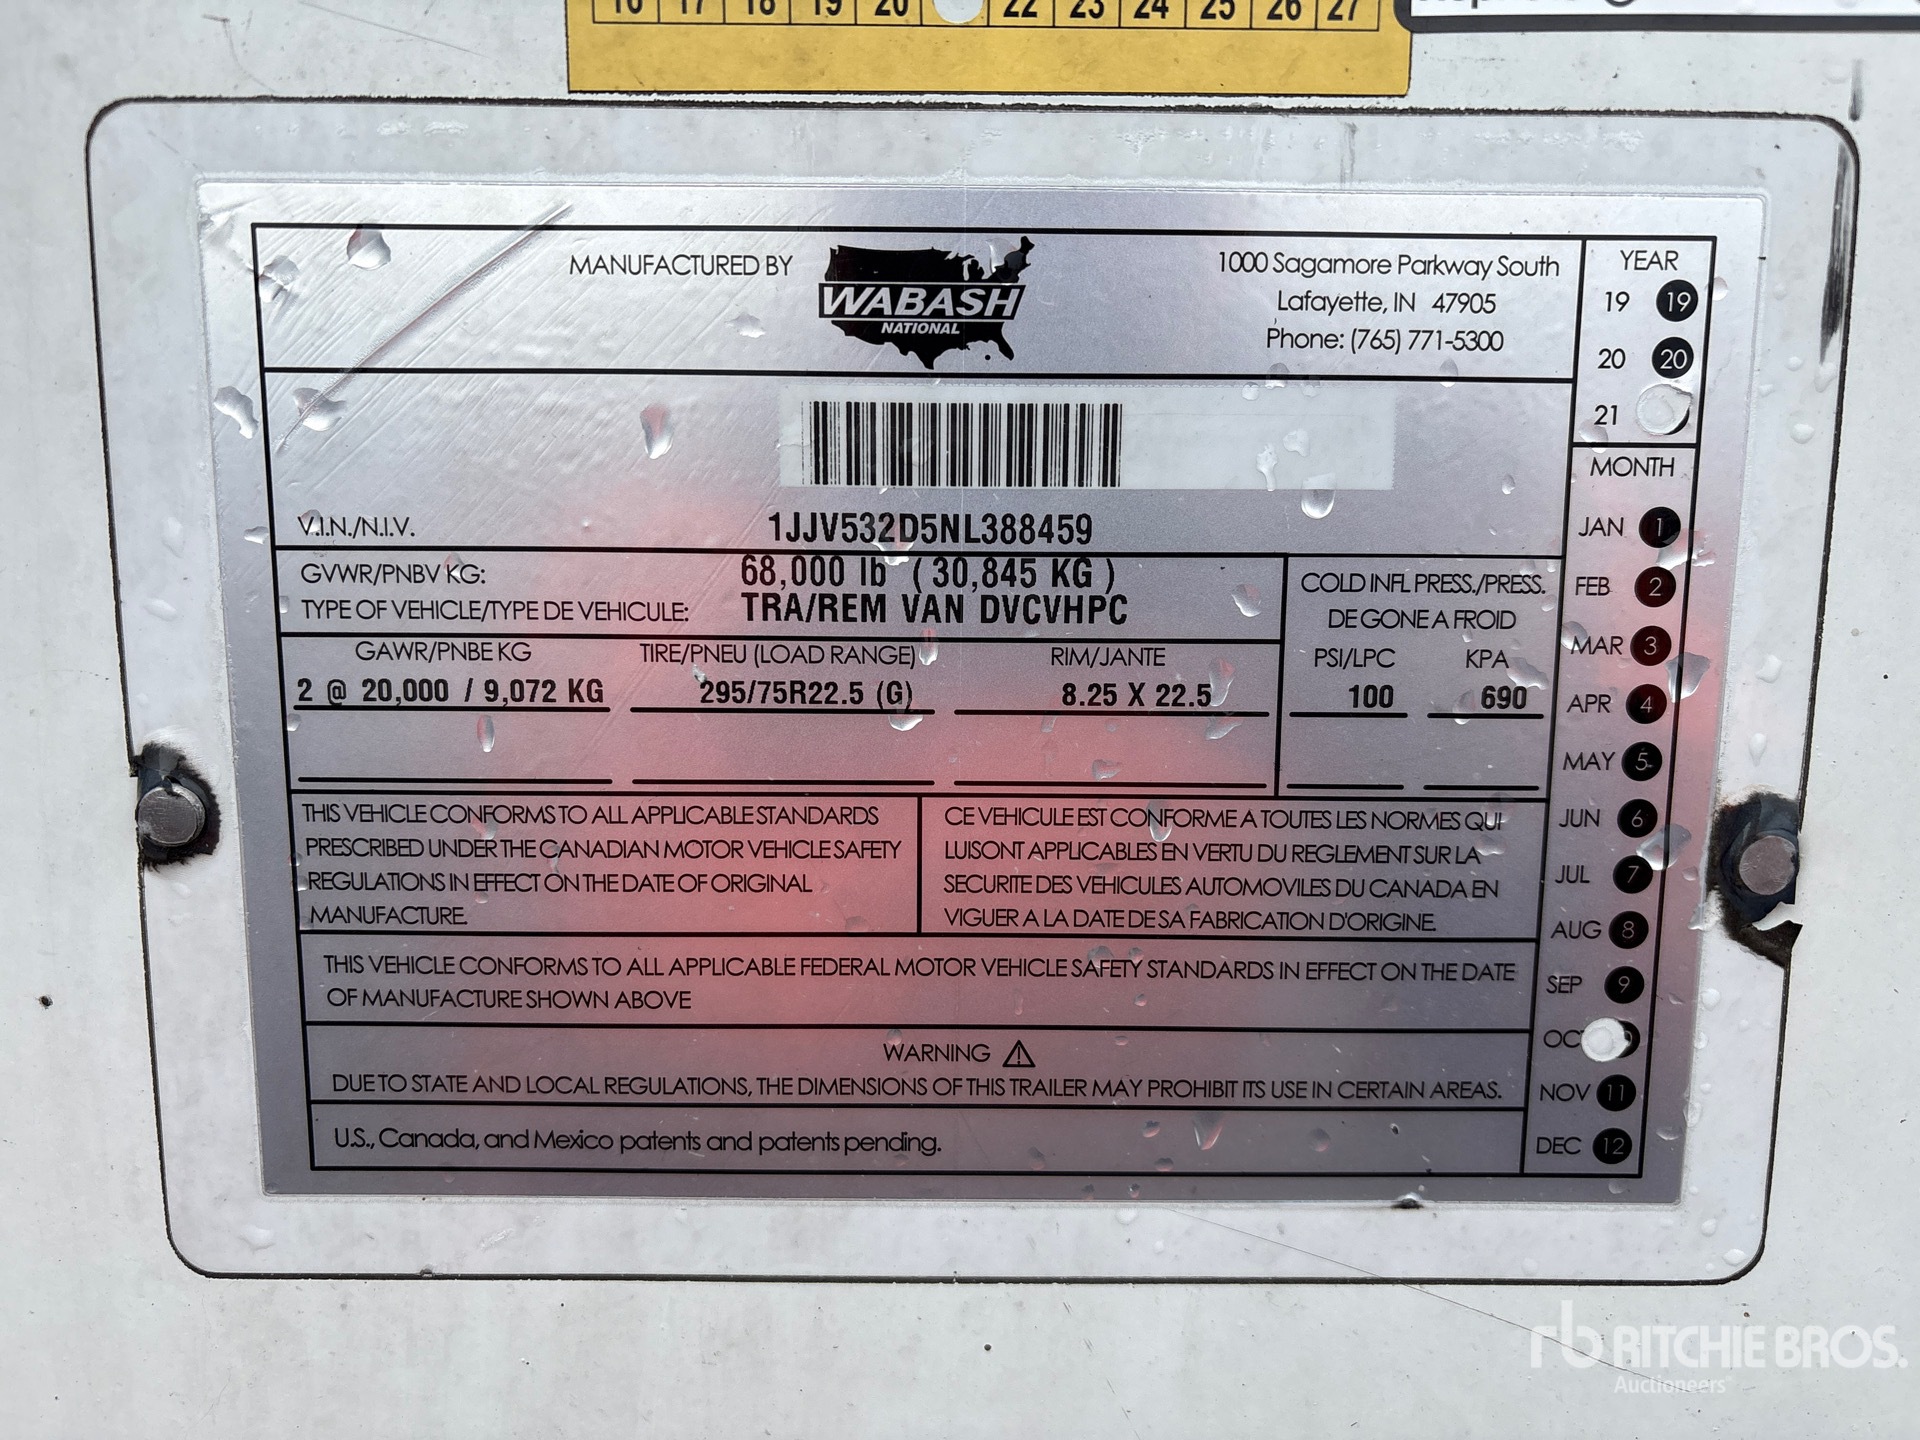 16 17 18 19 20 22 23 24 25 26 27
MANUFACTURED BY
WABASH
NATIONAL
1000 Sagamore Parkway South
Lafayette, IN 47905
Phone: (765) 771-5300
YEAR
19 19
20 20
21
MONTH
JAN 1
FEB 2
MAR 3
APR 4
MAY 5
JUN 6
JUL 7
AUG 8
SEP 9
OCT
NOV 11
DEC 12
V.I.N./N.I.V. 1JJV532D5NL388459
GVWR/PNBV KG: 68,000 lb ( 30,845 KG )
TYPE OF VEHICLE/TYPE DE VEHICULE: TRA/REM VAN DVCVHPC
COLD INFL PRESS./PRESS.
DE GONE A FROID
GAWR/PNBE KG TIRE/PNEU (LOAD RANGE) RIM/JANTE PSI/LPC KPA
2 @ 20,000 / 9,072 KG 295/75R22.5 (G) 8.25 X 22.5 100 690
THIS VEHICLE CONFORMS TO ALL APPLICABLE STANDARDS
PRESCRIBED UNDER THE CANADIAN MOTOR VEHICLE SAFETY
REGULATIONS IN EFFECT ON THE DATE OF ORIGINAL
MANUFACTURE.
CE VEHICULE EST CONFORME A TOUTES LES NORMES QUI
LUISONT APPLICABLES EN VERTU DU REGLEMENT SUR LA
SECURITE DES VEHICULES AUTOMOVILES DU CANADA EN
VIGUER A LA DATE DE SA FABRICATION D'ORIGINE.
THIS VEHICLE CONFORMS TO ALL APPLICABLE FEDERAL MOTOR VEHICLE SAFETY STANDARDS IN EFFECT ON THE DATE
OF MANUFACTURE SHOWN ABOVE
WARNING
DUE TO STATE AND LOCAL REGULATIONS, THE DIMENSIONS OF THIS TRAILER MAY PROHIBIT ITS USE IN CERTAIN AREAS.
U.S., Canada, and Mexico patents and patents pending.
rb RITCHIE BROS.
Auctioneers